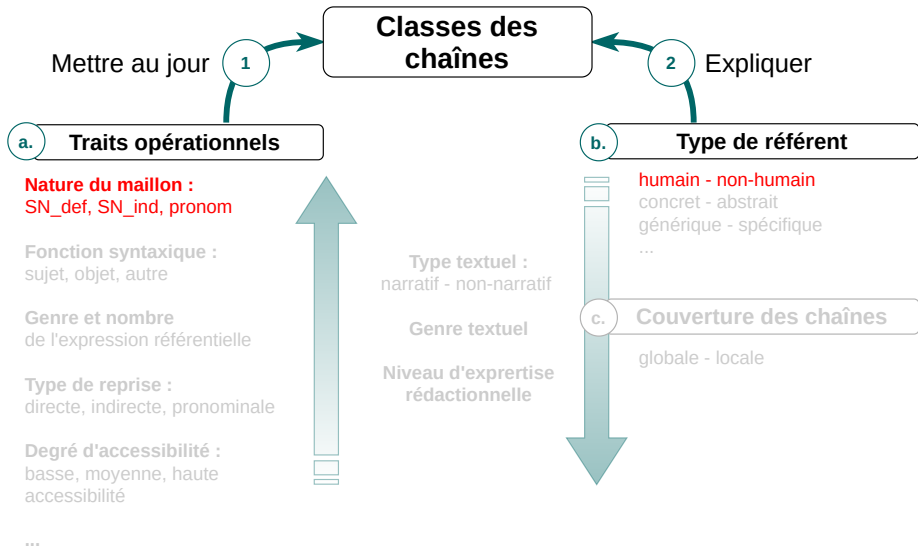 Classes des
chaînes
Mettre au jour
1
2
Expliquer
a.
Traits opérationnels
Nature du maillon :
SN_def, SN_ind, pronom
Fonction syntaxique :
sujet, objet, autre
Genre et nombre
de l'expression référentielle
Type de reprise :
directe, indirecte, pronominale
Degré d'accessibilité :
basse, moyenne, haute
accessibilité
...
Type textuel :
narratif - non-narratif
Genre textuel
Niveau d'exprertise
rédactionnelle
b.
Type de référent
humain - non-humain
concret - abstrait
générique - spécifique
...
c.
Couverture des chaînes
globale - locale